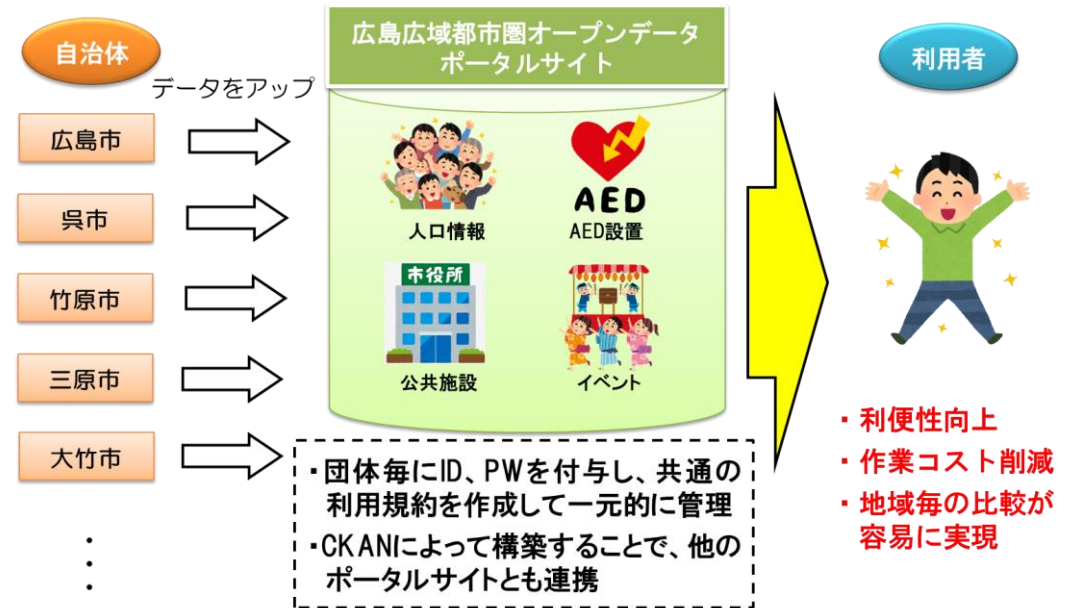 自治体
データをアップ
広島市
呉市
竹原市
三原市
大竹市
・
・
・
広島広域都市圏オープンデータ
ポータルサイト
人口情報
AED
AED設置
市役所
公共施設
イベント
・団体毎にID、PWを付与し、共通の
利用規約を作成して一元的に管理
・CKANによって構築することで、他の
ポータルサイトとも連携
利用者
・利便性向上
・作業コスト削減
・地域毎の比較が
容易に実現